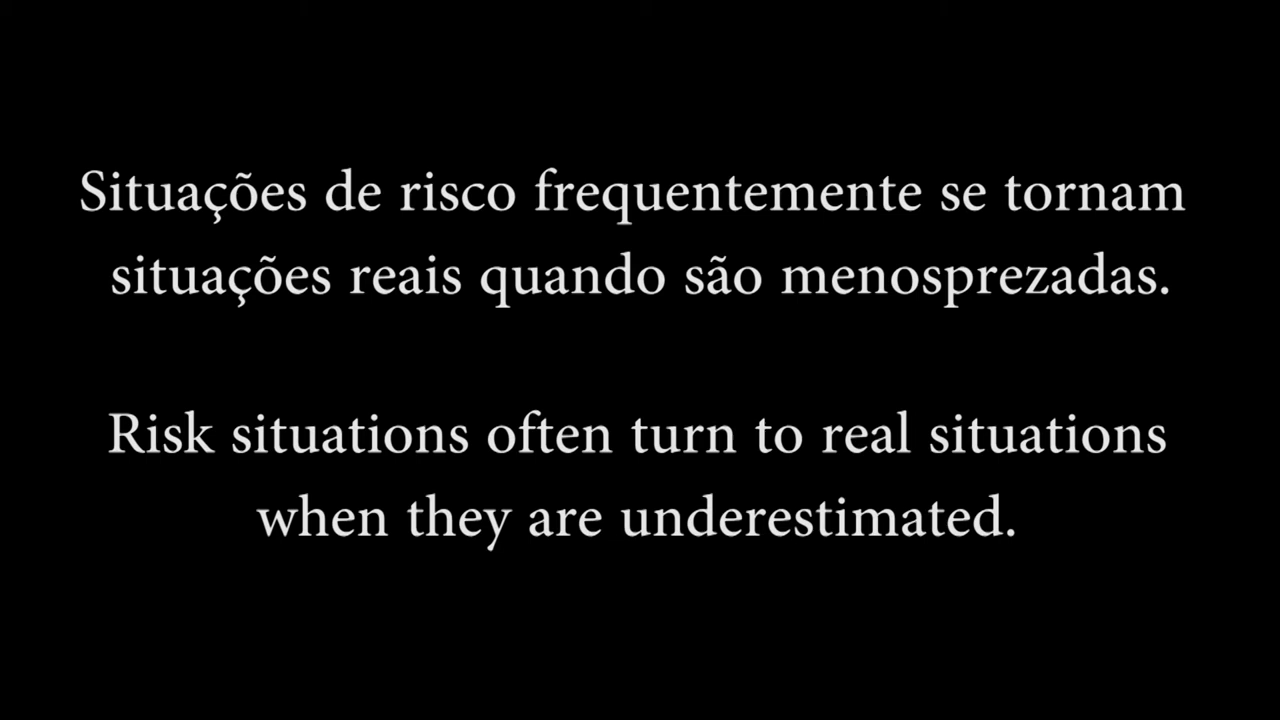 Situações de risco frequentemente se tornam
situações reais quando são menosprezadas.
Risk situations often turn to real situations
when they are underestimated.